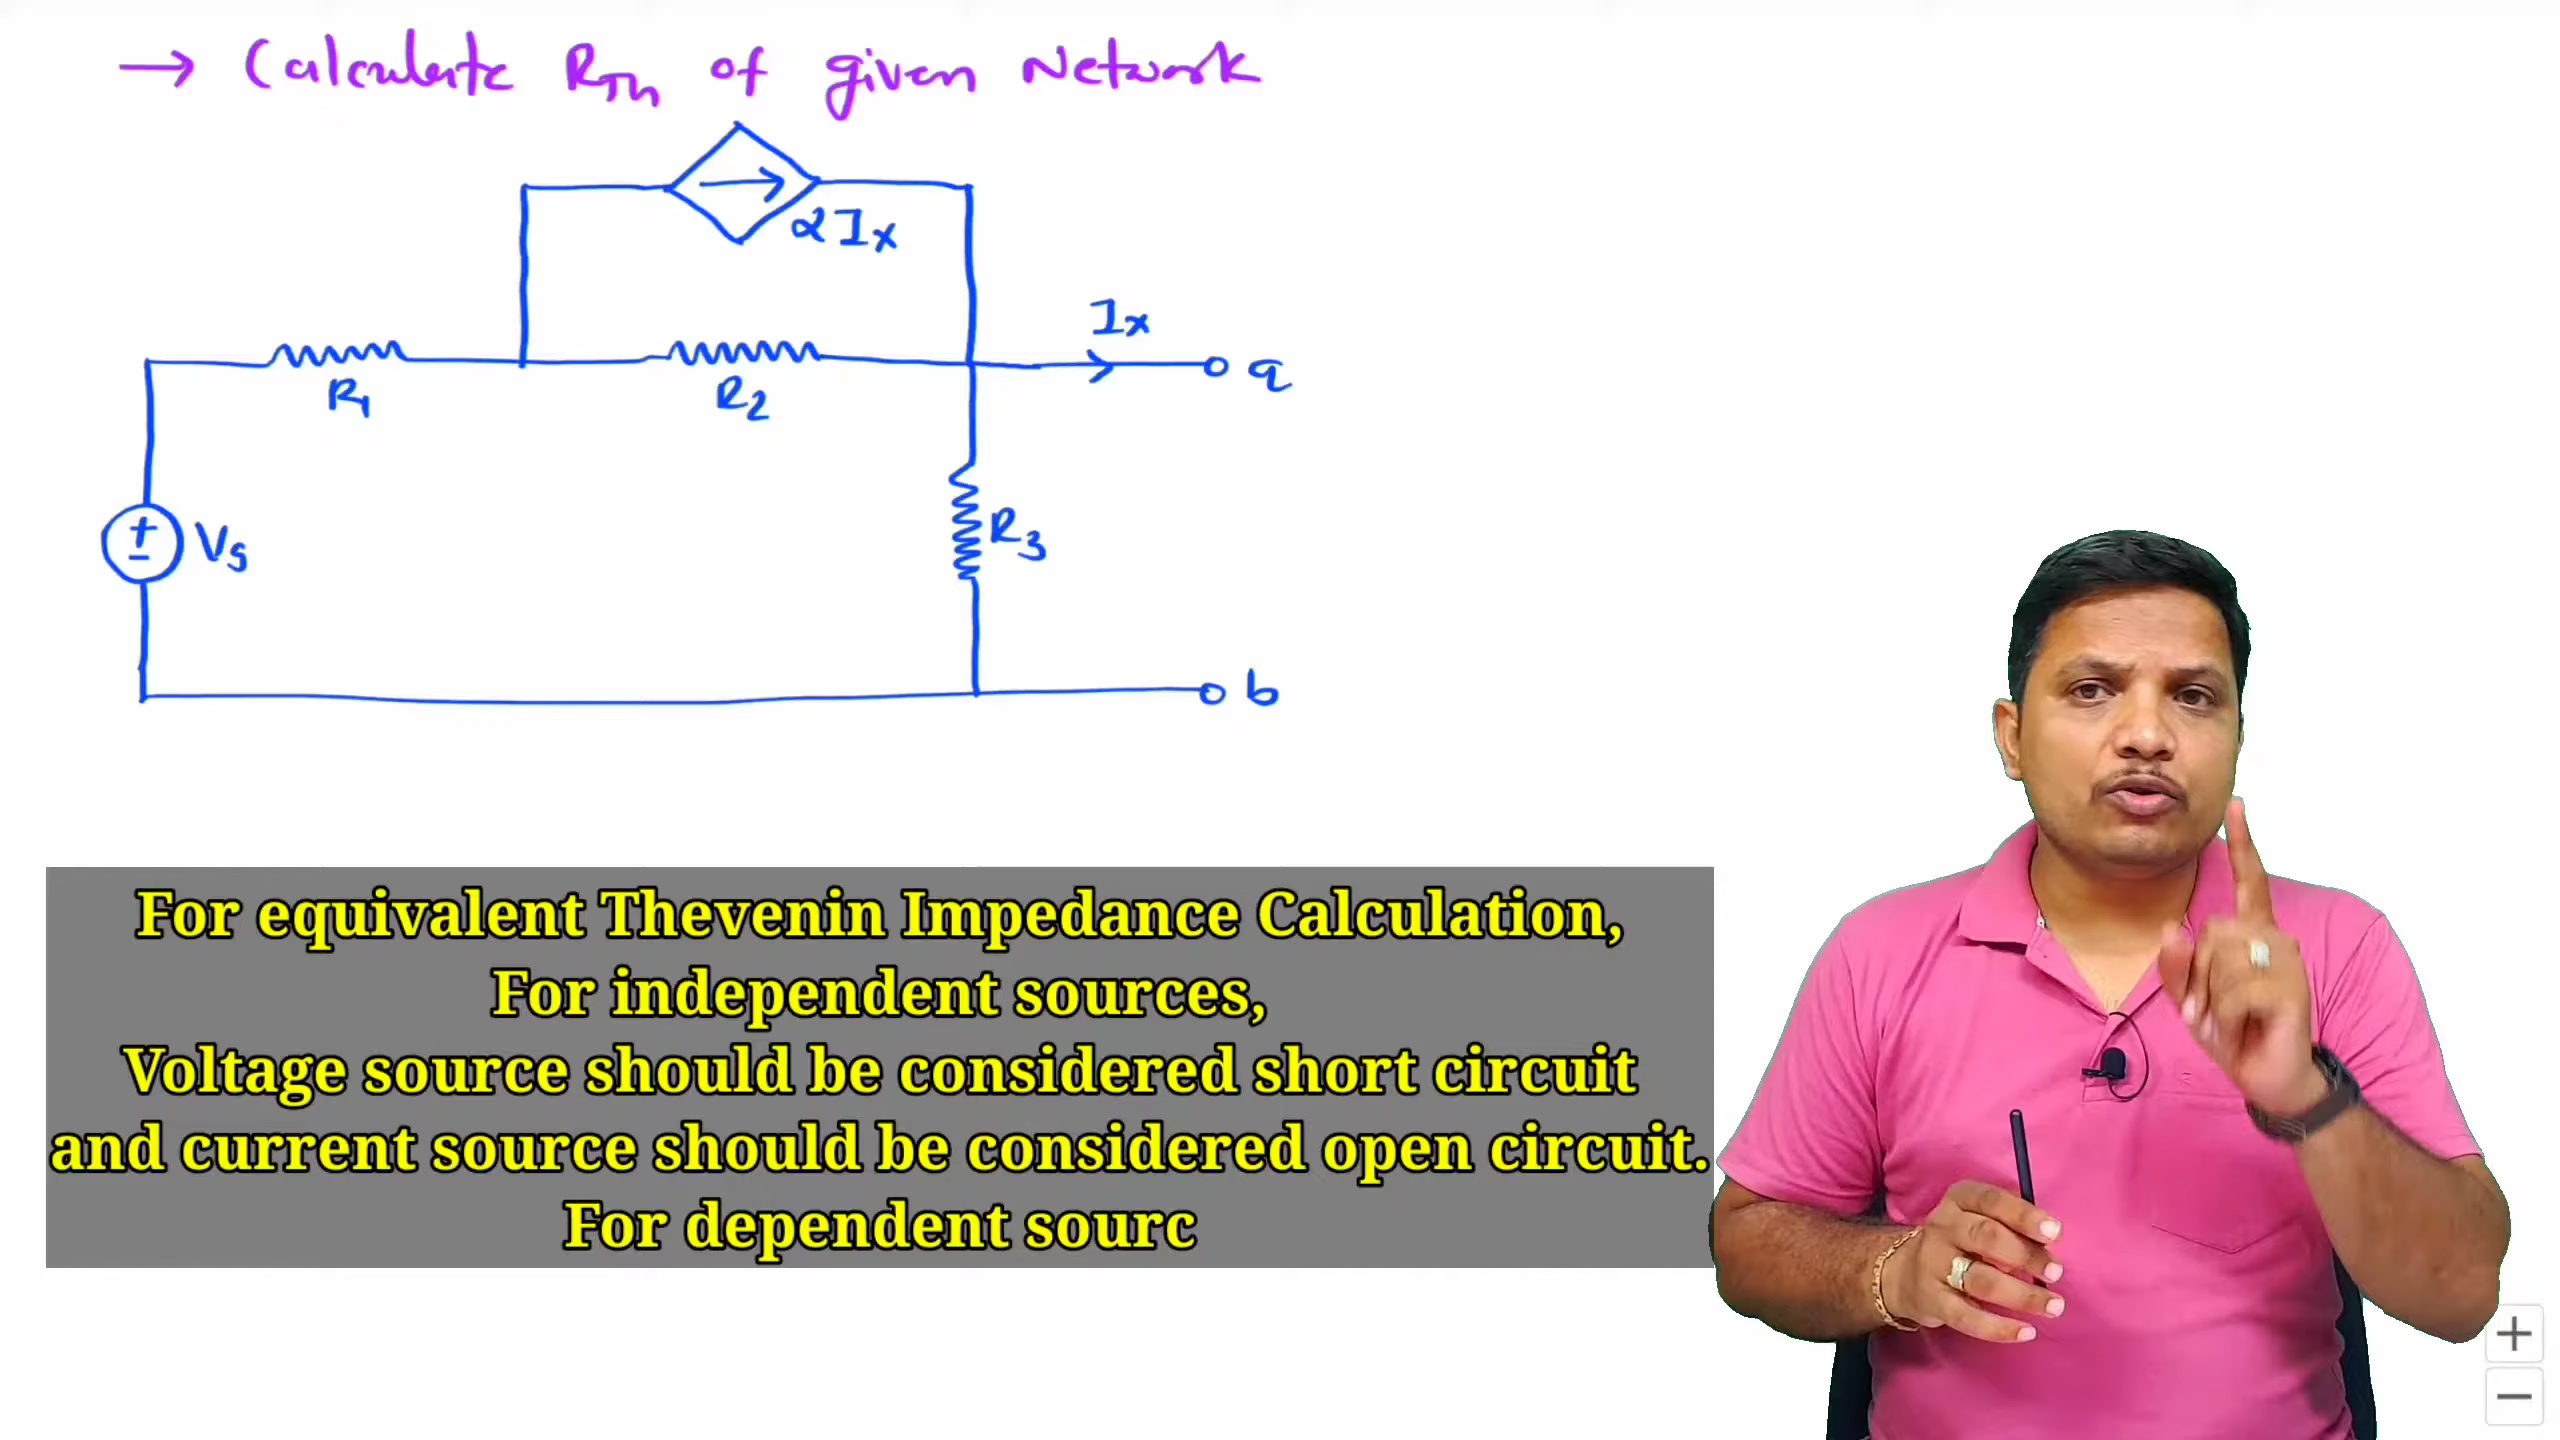 → Calculate RTh of given Network
αIx
Ix
a
R1
R2
+
-
Vs
R3
b
For equivalent Thevenin Impedance Calculation,
For independent sources,
Voltage source should be considered short circuit
and current source should be considered open circuit.
For dependent sourc
+
−